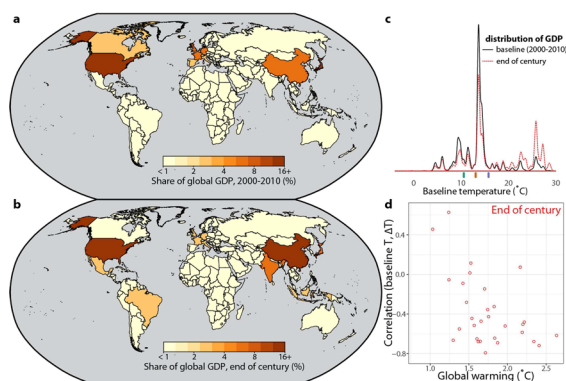 a
< 1
2
4
8
16+
Share of global GDP, 2000-2010 (%)
b
< 1
2
4
8
16+
Share of global GDP, end of century (%)
c
distribution of GDP
baseline (2000-2010)
end of century
0
10
20
30
Baseline temperature (˚C)
d
End of century
Correlation (baseline T, ΔT)
0.4
0.0
−0.4
−0.8
1.0
1.5
2.0
2.5
Global warming (˚C)